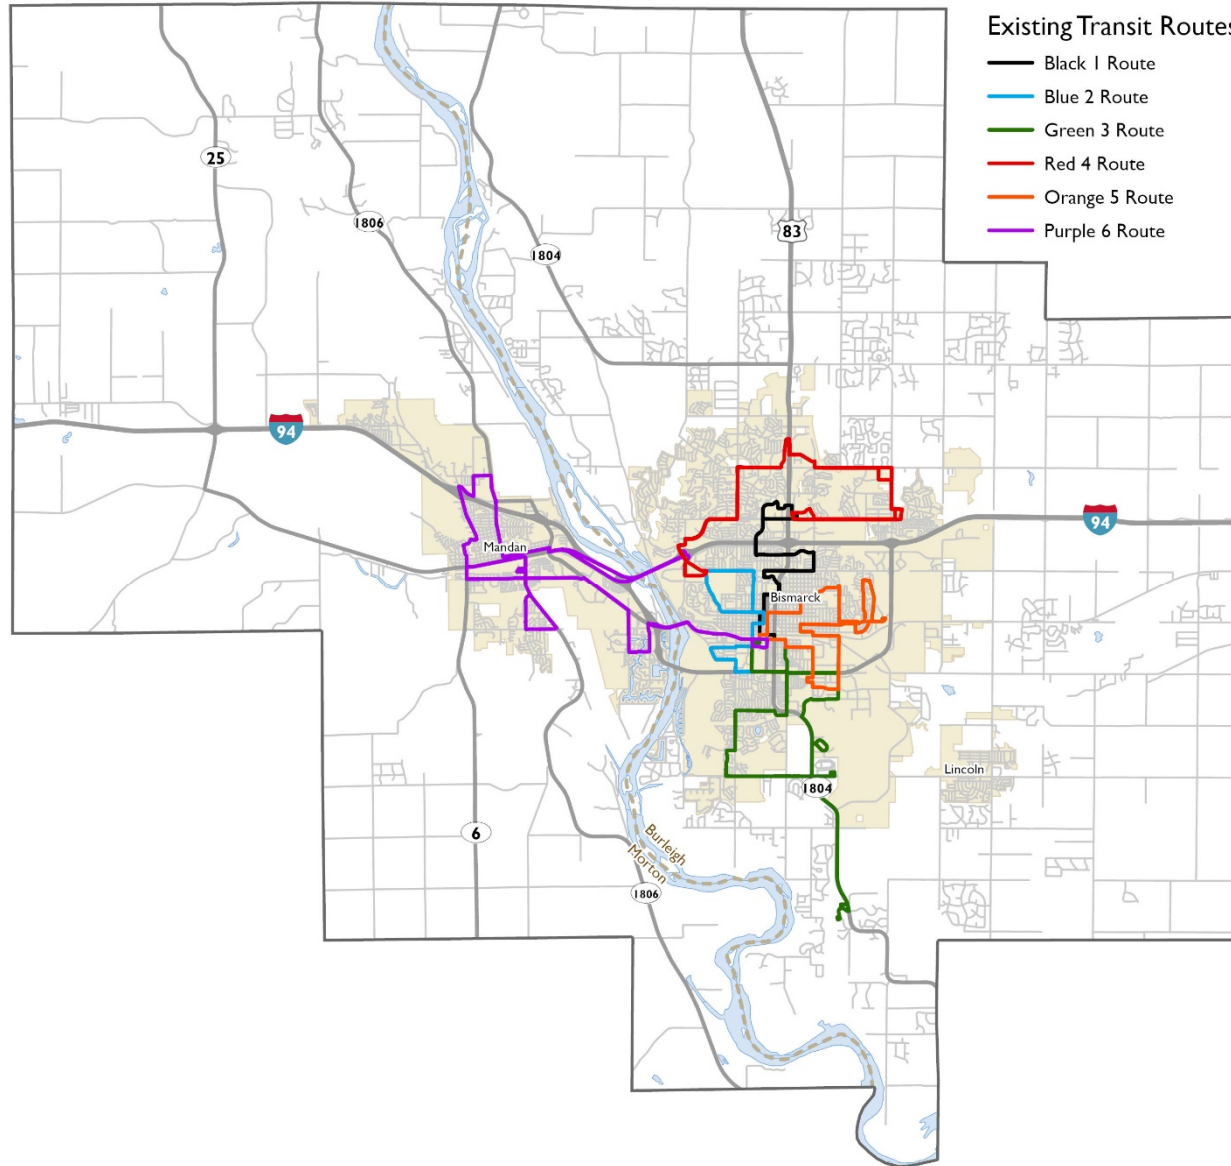 Existing Transit Routes
Black 1 Route
Blue 2 Route
Green 3 Route
Red 4 Route
Orange 5 Route
Purple 6 Route
25
1806
1804
83
94
94
Mandan
Bismarck
Lincoln
1804
6
Burleigh
Morton
1806